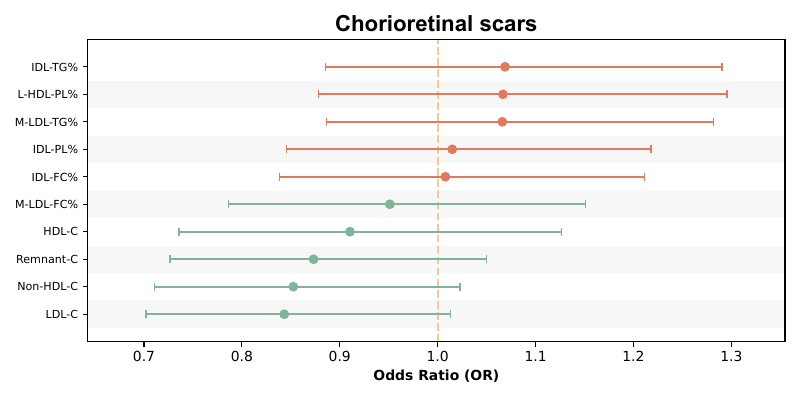 Chorioretinal scars
IDL-TG%
L-HDL-PL%
M-LDL-TG%
IDL-PL%
IDL-FC%
M-LDL-FC%
HDL-C
Remnant-C
Non-HDL-C
LDL-C
0.7 0.8 0.9 1.0 1.1 1.2 1.3
Odds Ratio (OR)